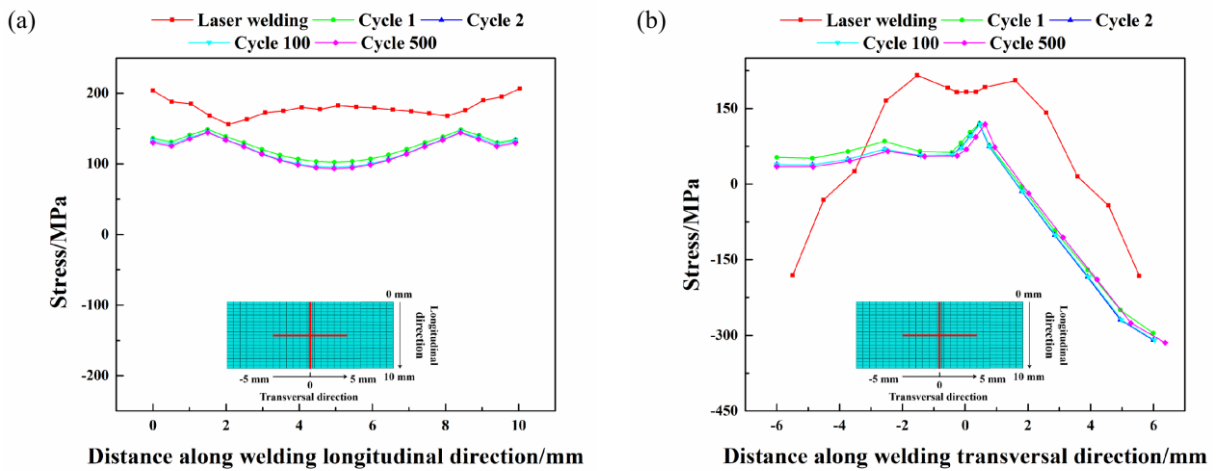 (a)
Laser welding Cycle 1 Cycle 2
Cycle 100 Cycle 500
200
100
0
-100
-200
Stress/MPa
0 mm
Longitudinal
direction
10 mm
-5 mm 0 5 mm
Transversal direction
0 2 4 6 8 10
Distance along welding longitudinal direction/mm
(b)
Laser welding Cycle 1 Cycle 2
Cycle 100 Cycle 500
150
0
-150
-300
-450
Stress/MPa
0 mm
Longitudinal
direction
10 mm
-5 mm 0 5 mm
Transversal direction
-6 -4 -2 0 2 4 6
Distance along welding transversal direction/mm